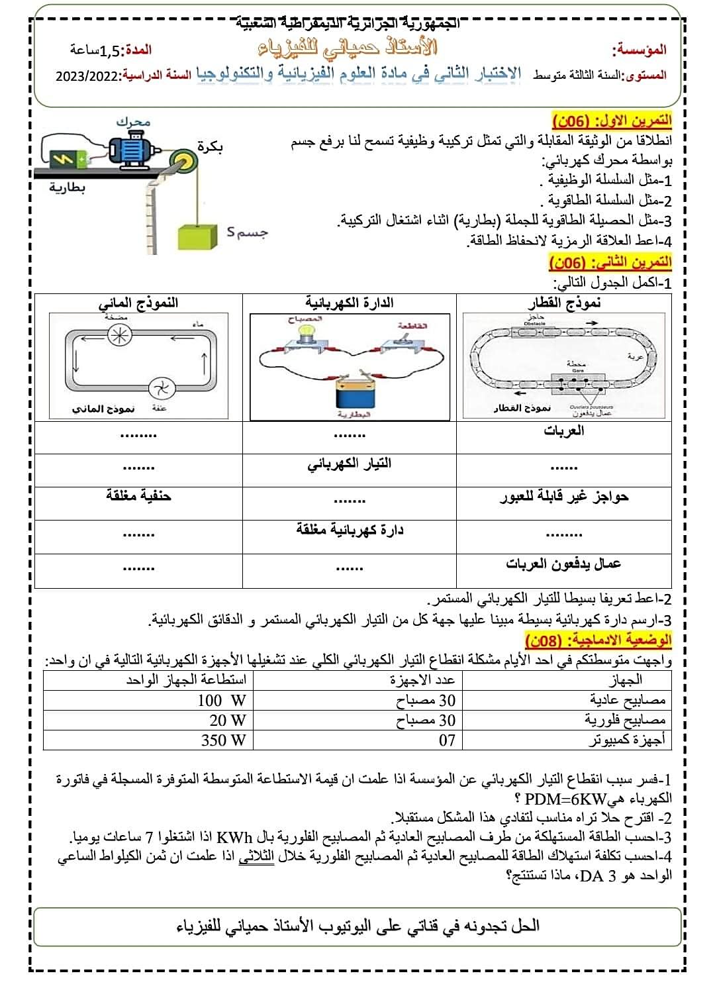 الجمهورية الجزائرية الديمقراطية الشعبية
الأستاذ حمياني للفيزياء
المؤسسة:
المدة:1,5ساعة
المستوى:السنة الثالثة متوسط الاختبار الثاني في مادة العلوم الفيزيائية والتكنولوجيا السنة الدراسية:2023/2022
التمرين الاول: (06ن)
انطلاقا من الوثيقة المقابلة والتي تمثل تركيبة وظيفية تسمح لنا برفع جسم
بواسطة محرك كهربائي:
1-مثل السلسلة الوظيفية .
2-مثل السلسلة الطاقوية .
3-مثل الحصيلة الطاقوية للجملة (بطارية) اثناء اشتغال التركيبة.
4-اعط العلاقة الرمزية لانحفاظ الطاقة.
محرك
بكرة
بطارية
جسم S
التمرين الثاني: (06ن)
1-اكمل الجدول التالي:
نموذج القطار | الدارة الكهربائية | النموذج المائي
حاجز
Obstacle
عربة
محطة
Gare
Ouvriers pousseurs
عمال يدفعون
نموذج القطار
المصباح
القاطعة
البطارية
مضخة
ماء
عنفة
نموذج المائي
العربات | ....... | ........
...... | التيار الكهربائي | .......
حواجز غير قابلة للعبور | ....... | حنفية مغلقة
........ | دارة كهربائية مغلقة | .......
عمال يدفعون العربات | ...... | .......
2-اعط تعريفا بسيطا للتيار الكهربائي المستمر.
3-ارسم دارة كهربائية بسيطة مبينا عليها جهة كل من التيار الكهربائي المستمر و الدقائق الكهربائية.
الوضعية الادماجية: (08ن)
واجهت متوسطتكم في احد الأيام مشكلة انقطاع التيار الكهربائي الكلي عند تشغيلها الأجهزة الكهربائية التالية في ان واحد:
الجهاز | عدد الاجهزة | استطاعة الجهاز الواحد
مصابيح عادية | 30 مصباح | 100 W
مصابيح فلورية | 30 مصباح | 20 W
أجهزة كمبيوتر | 07 | 350 W
1-فسر سبب انقطاع التيار الكهربائي عن المؤسسة اذا علمت ان قيمة الاستطاعة المتوسطة المتوفرة المسجلة في فاتورة
الكهرباء هيPDM=6KW ؟
2- اقترح حلا تراه مناسب لتفادي هذا المشكل مستقبلا.
3-احسب الطاقة المستهلكة من طرف المصابيح العادية ثم المصابيح الفلورية بال KWh اذا اشتغلوا 7 ساعات يوميا.
4-احسب تكلفة استهلاك الطاقة للمصابيح العادية ثم المصابيح الفلورية خلال الثلاثي اذا علمت ان ثمن الكيلواط الساعي
الواحد هو 3 DA، ماذا تستنتج؟
الحل تجدونه في قناتي على اليوتيوب الأستاذ حمياني للفيزياء